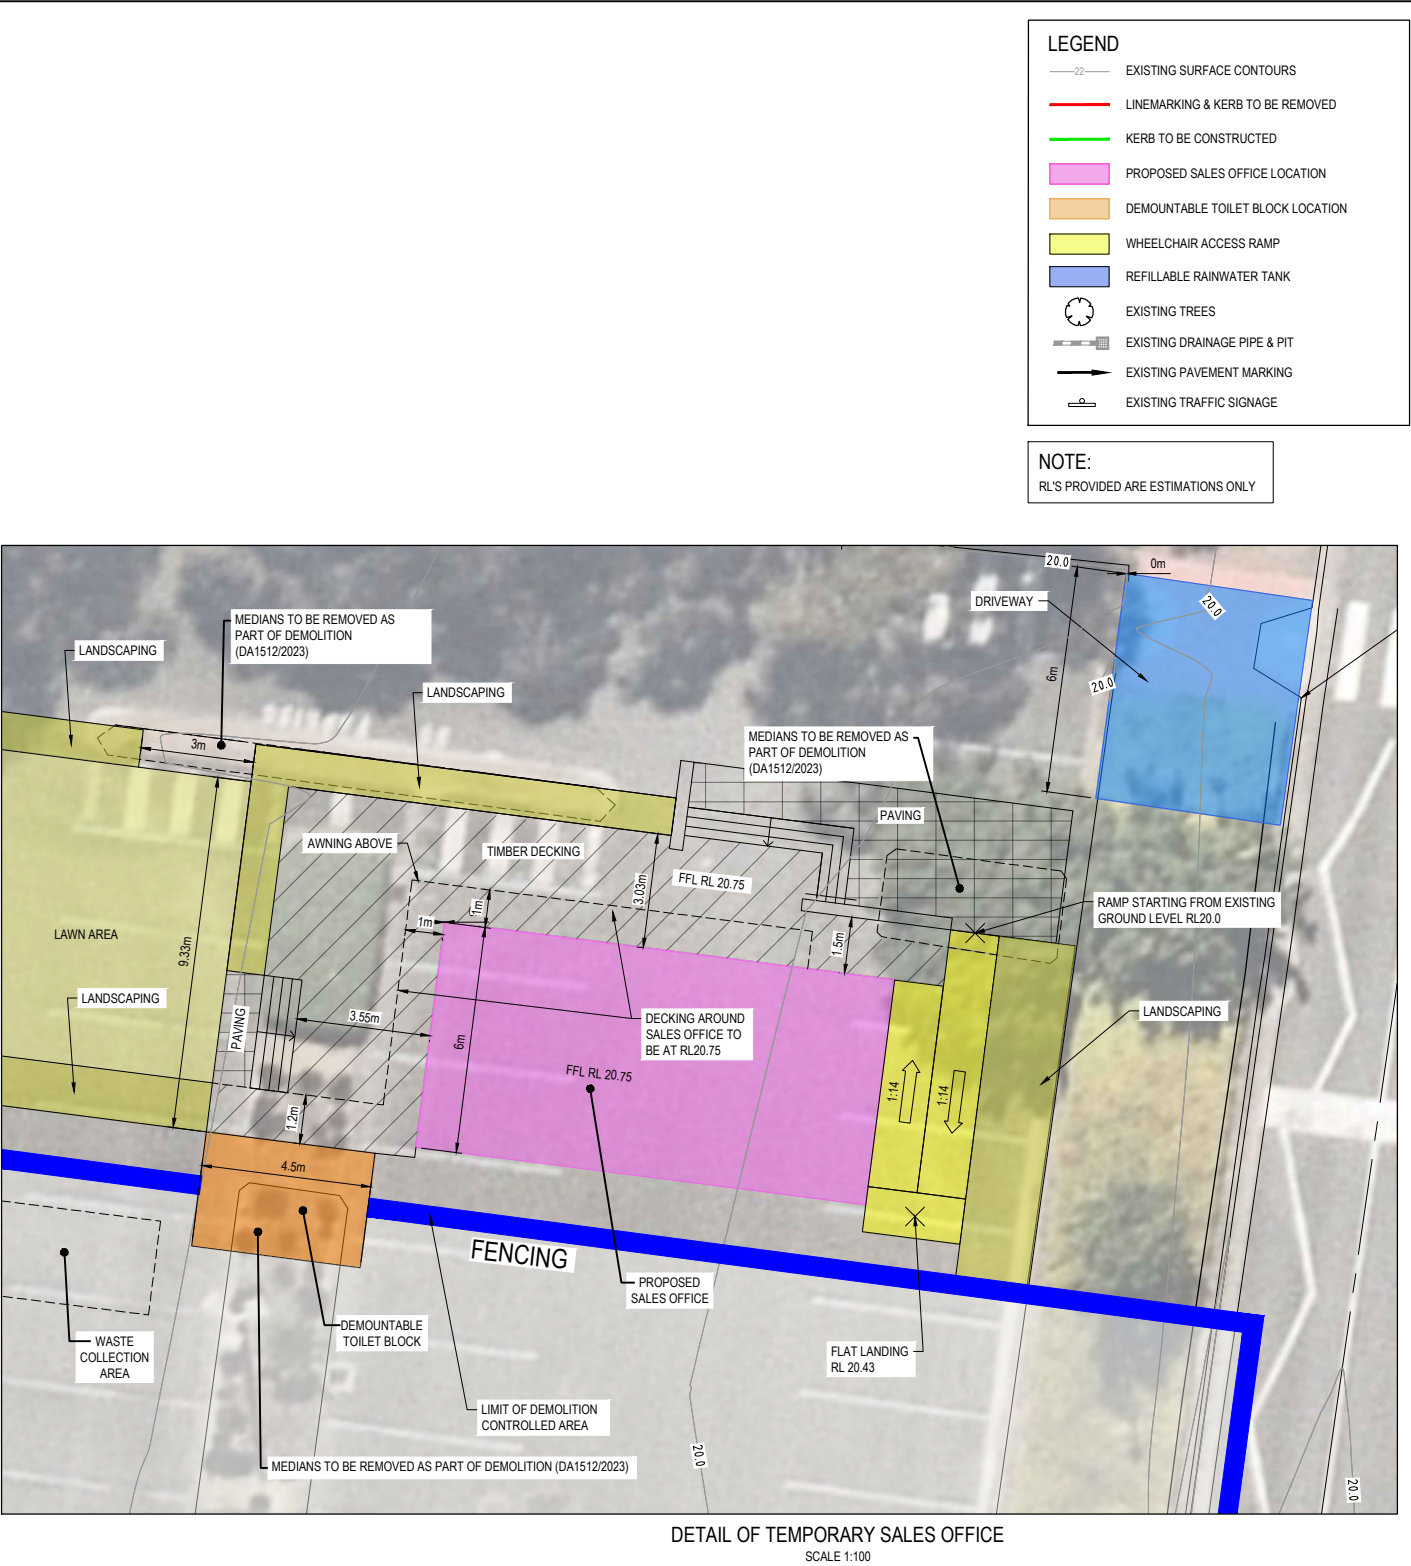 LEGEND
22
EXISTING SURFACE CONTOURS
LINEMARKING & KERB TO BE REMOVED
KERB TO BE CONSTRUCTED
PROPOSED SALES OFFICE LOCATION
DEMOUNTABLE TOILET BLOCK LOCATION
WHEELCHAIR ACCESS RAMP
REFILLABLE RAINWATER TANK
EXISTING TREES
EXISTING DRAINAGE PIPE & PIT
EXISTING PAVEMENT MARKING
EXISTING TRAFFIC SIGNAGE
NOTE:
RL'S PROVIDED ARE ESTIMATIONS ONLY
20.0
0m
DRIVEWAY
20.0
MEDIANS TO BE REMOVED AS
PART OF DEMOLITION
(DA1512/2023)
LANDSCAPING
6m
20.0
LANDSCAPING
3m
MEDIANS TO BE REMOVED AS
PART OF DEMOLITION
(DA1512/2023)
PAVING
AWNING ABOVE
TIMBER DECKING
FFL RL 20.75
3.03m
1m
1m
RAMP STARTING FROM EXISTING
GROUND LEVEL RL20.0
LAWN AREA
9.33m
1.5m
LANDSCAPING
PAVING
3.55m
DECKING AROUND
SALES OFFICE TO
BE AT RL20.75
LANDSCAPING
6m
FFL RL 20.75
1:14
1:14
1.2m
4.5m
FENCING
PROPOSED
SALES OFFICE
DEMOUNTABLE
TOILET BLOCK
WASTE
COLLECTION
AREA
FLAT LANDING
RL 20.43
LIMIT OF DEMOLITION
CONTROLLED AREA
20.0
MEDIANS TO BE REMOVED AS PART OF DEMOLITION (DA1512/2023)
20.0
DETAIL OF TEMPORARY SALES OFFICE
SCALE 1:100